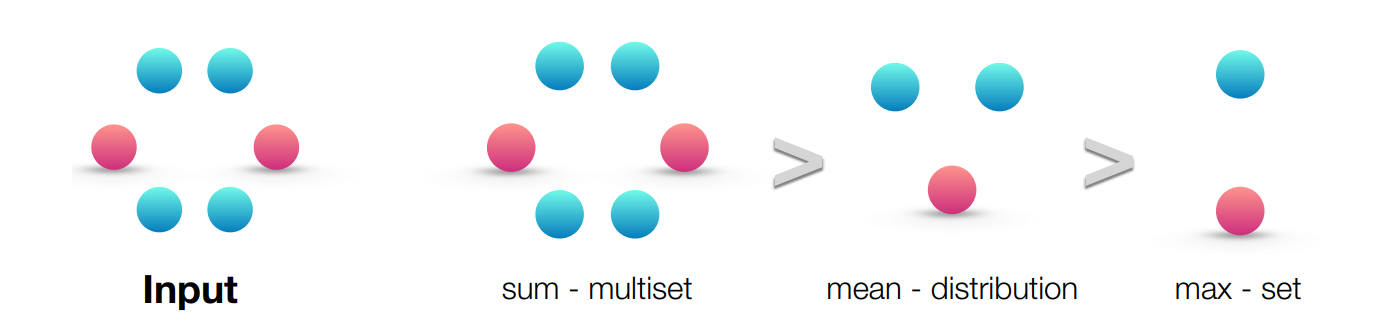 > >
Input sum - multiset mean - distribution max - set